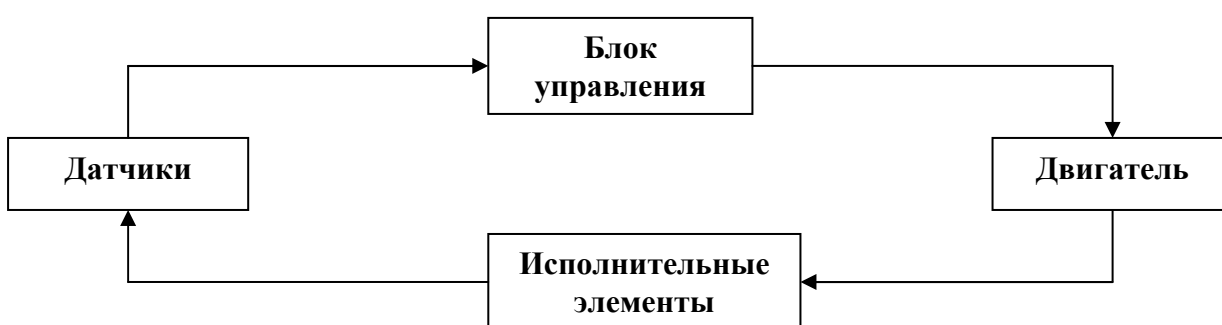 Блок
управления
Датчики
Двигатель
Исполнительные
элементы